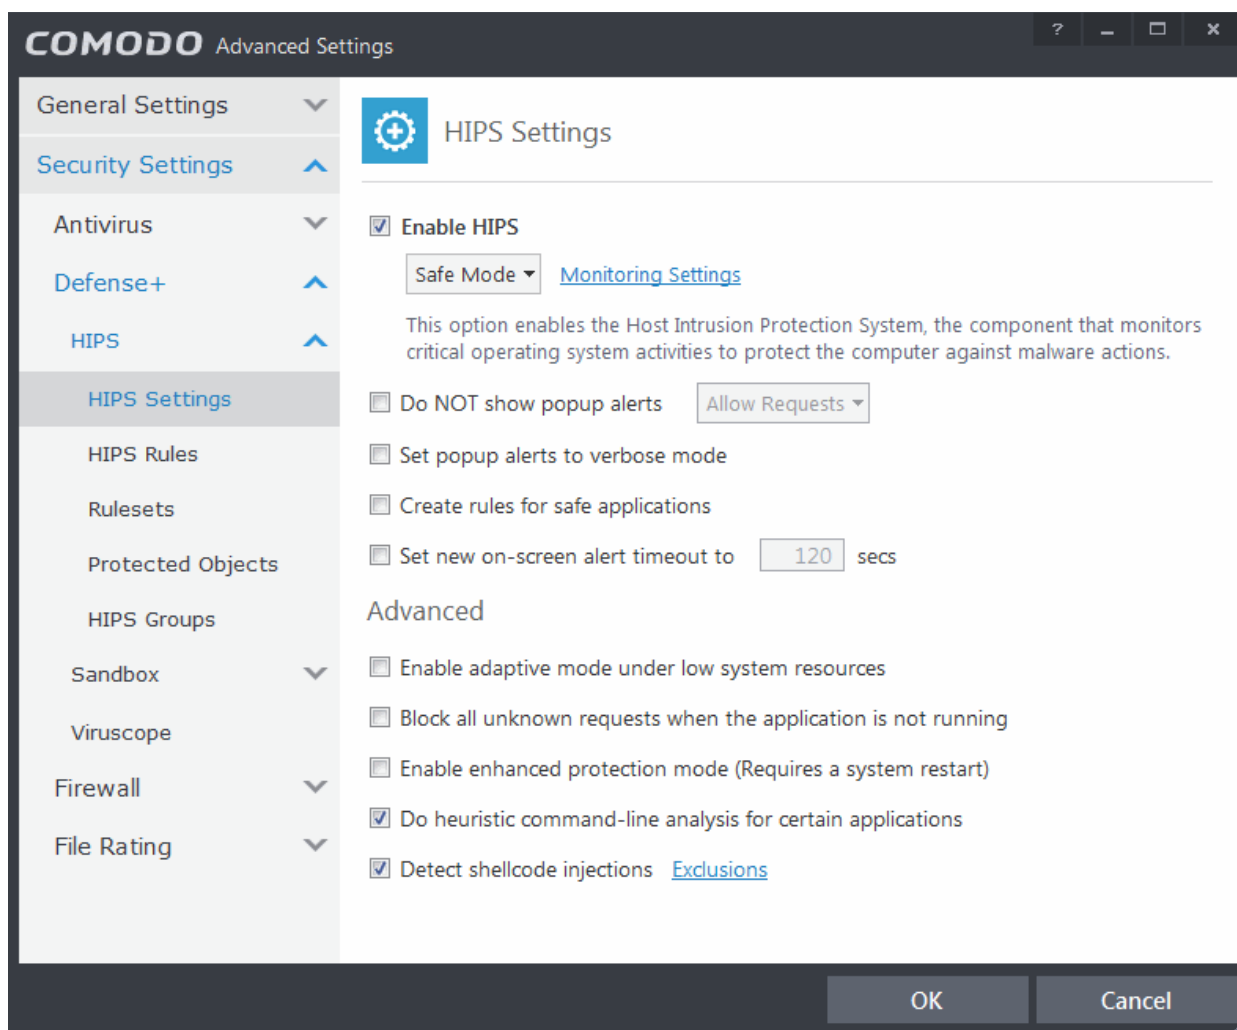 COMODO Advanced Settings
?
General Settings
Security Settings
Antivirus
Defense+
HIPS
HIPS Settings
HIPS Rules
Rulesets
Protected Objects
HIPS Groups
Sandbox
Viruscope
Firewall
File Rating
HIPS Settings
Enable HIPS
Safe Mode Monitoring Settings
This option enables the Host Intrusion Protection System, the component that monitors
critical operating system activities to protect the computer against malware actions.
Do NOT show popup alerts Allow Requests
Set popup alerts to verbose mode
Create rules for safe applications
Set new on-screen alert timeout to 120 secs
Advanced
Enable adaptive mode under low system resources
Block all unknown requests when the application is not running
Enable enhanced protection mode (Requires a system restart)
Do heuristic command-line analysis for certain applications
Detect shellcode injections Exclusions
OK Cancel